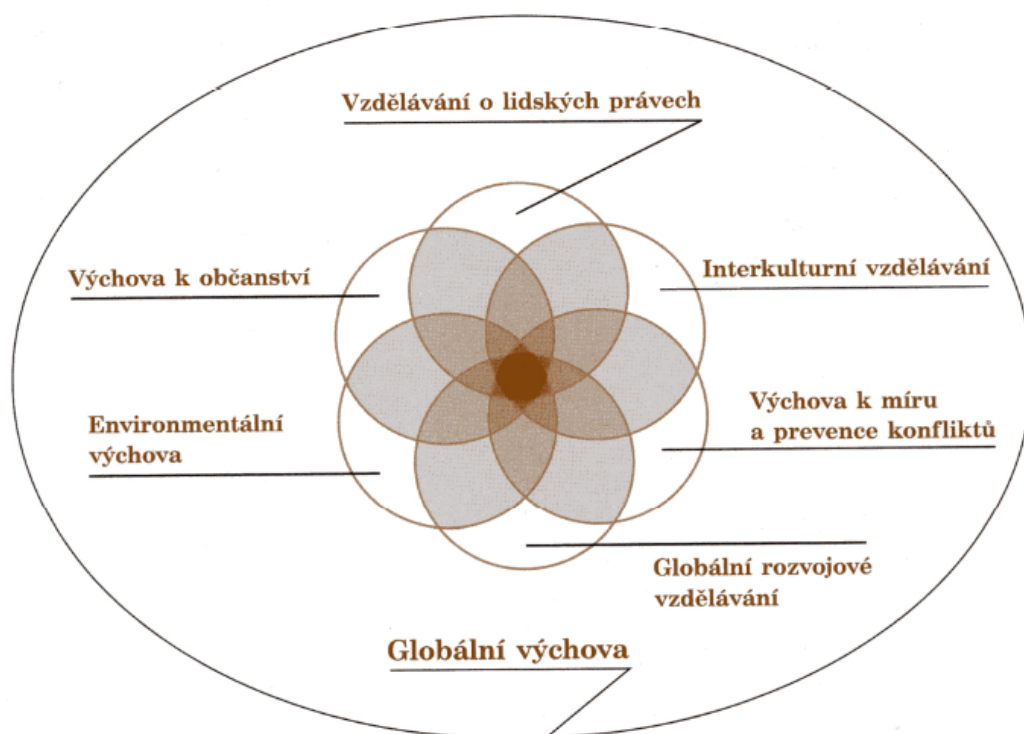 Vzdělávání o lidských právech
Výchova k občanství
Interkulturní vzdělávání
Environmentální
výchova
Výchova k míru
a prevence konfliktů
Globální rozvojové
vzdělávání
Globální výchova